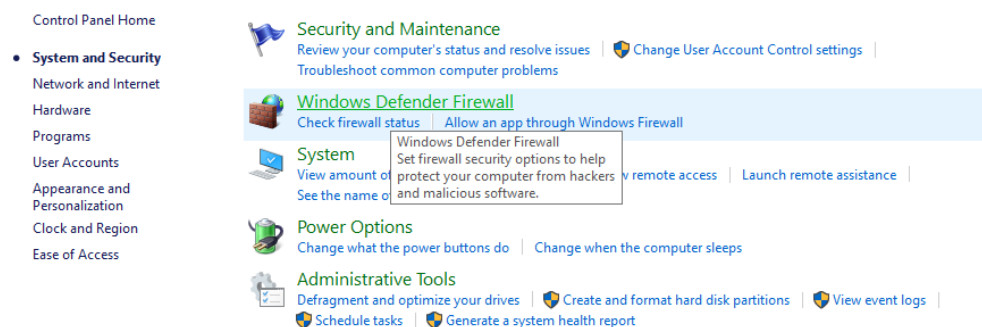 Control Panel Home
System and Security
Network and Internet
Hardware
Programs
User Accounts
Appearance and
Personalization
Clock and Region
Ease of Access
Security and Maintenance
Review your computer's status and resolve issues Change User Account Control settings
Troubleshoot common computer problems
Windows Defender Firewall
Check firewall status Allow an app through Windows Firewall
Windows Defender Firewall
Set firewall security options to help
protect your computer from hackers
and malicious software.
System
View amount of remote access Launch remote assistance
See the name
Power Options
Change what the power buttons do Change when the computer sleeps
Administrative Tools
Defragment and optimize your drives Create and format hard disk partitions View event logs
Schedule tasks Generate a system health report